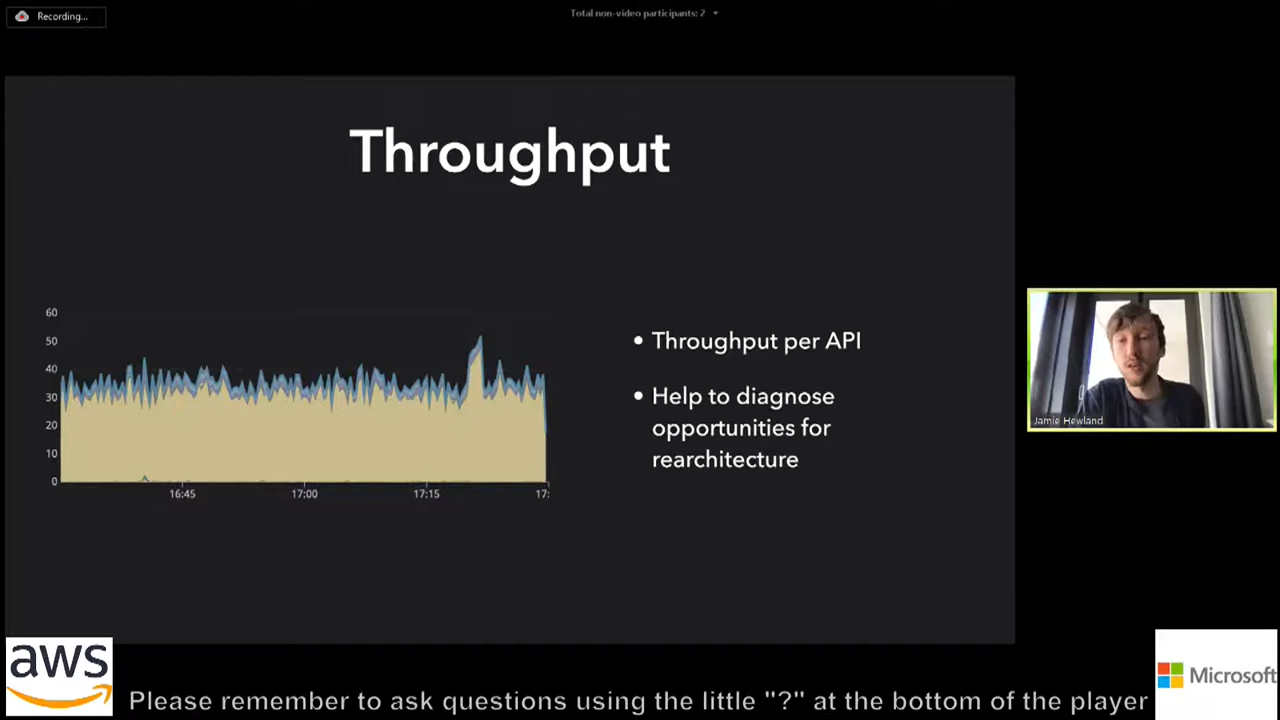 Recording...
Total non-video participants: 2
Throughput
60
50
40
30
20
10
0
16:45
17:00
17:15
17:
• Throughput per API
• Help to diagnose
opportunities for
rearchitecture
Jamie Hewland
aws
Microsoft
Please remember to ask questions using the little "?" at the bottom of the player